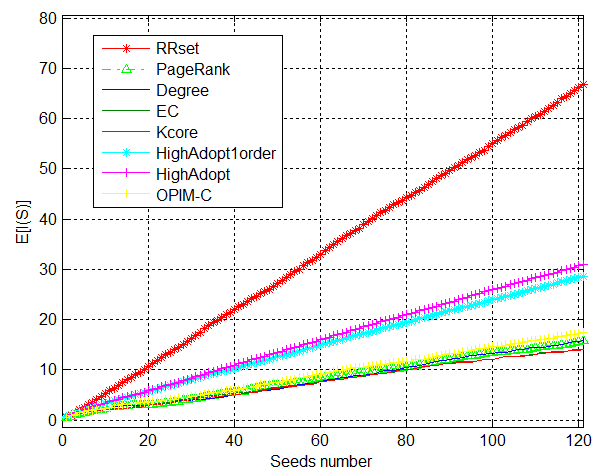 80
70
60
50
40
30
20
10
0
E[I(S)]
RRset
PageRank
Degree
EC
Kcore
HighAdopt1order
HighAdopt
OPIM-C
0 20 40 60 80 100 120
Seeds number